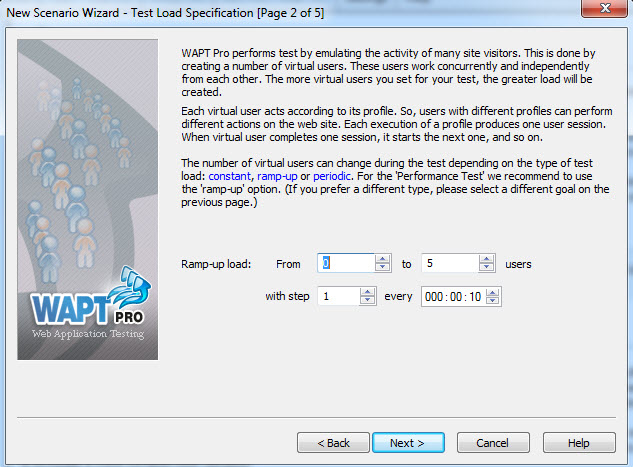 New Scenario Wizard - Test Load Specification [Page 2 of 5]
WAPT Pro performs test by emulating the activity of many site visitors. This is done by
creating a number of virtual users. These users work concurrently and independently
from each other. The more virtual users you set for your test, the greater load will be
created.
Each virtual user acts according to its profile. So, users with different profiles can perform
different actions on the web site. Each execution of a profile produces one user session.
When virtual user completes one session, it starts the next one, and so on.
The number of virtual users can change during the test depending on the type of test
load: constant, ramp-up or periodic. For the 'Performance Test' we recommend to use
the 'ramp-up' option. (If you prefer a different type, please select a different goal on the
previous page.)
Ramp-up load: From 0 to 5 users
with step 1 every 000:00:10
WAPT PRO
Web Application Testing
< Back Next > Cancel Help